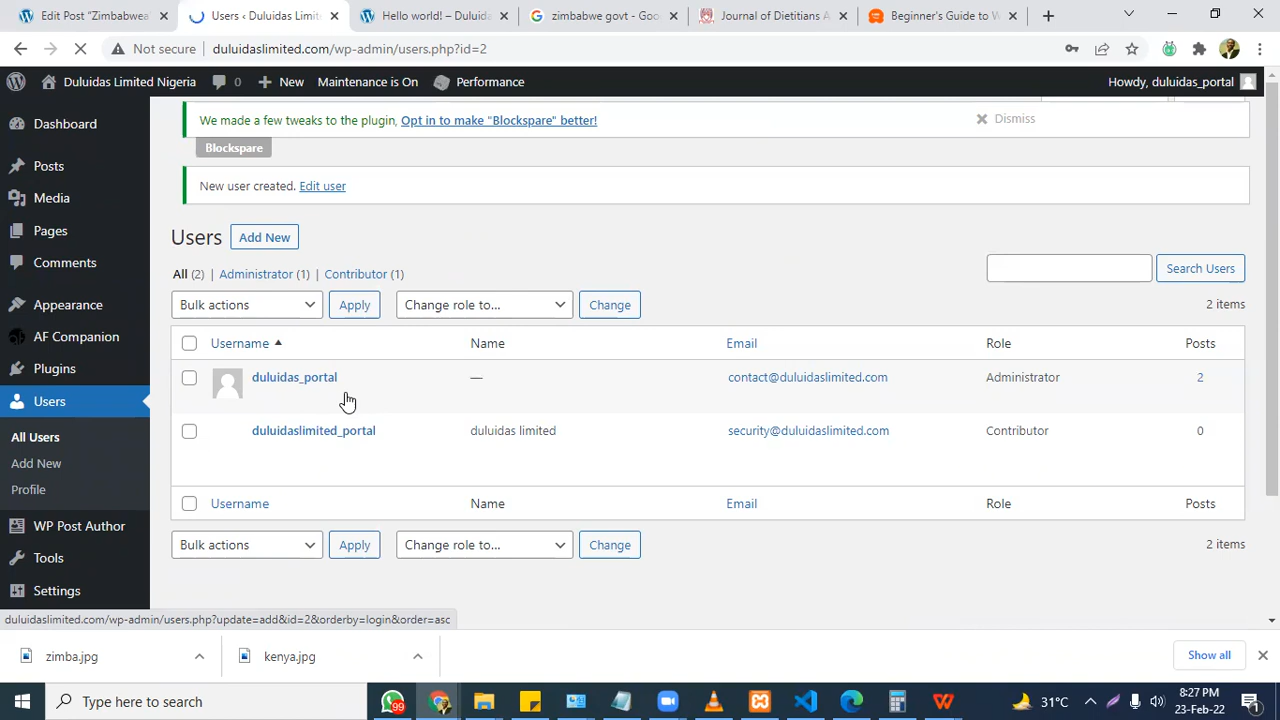 Edit Post "Zimbabwea
Users ‹ Duluidas Limit
Hello world! – Duluida
zimbabwe govt - Goo
Journal of Dietitians A
Beginner's Guide to W
Not secure
duluidaslimited.com/wp-admin/users.php?id=2
Duluidas Limited Nigeria
0
New
Maintenance is On
Performance
Howdy, duluidas_portal
Dashboard
Posts
Media
Pages
Comments
Appearance
AF Companion
Plugins
Users
All Users
Add New
Profile
WP Post Author
Tools
Settings
We made a few tweaks to the plugin, Opt in to make "Blockspare" better!
Dismiss
Blockspare
New user created. Edit user
Users
Add New
All (2) | Administrator (1) | Contributor (1)
Search Users
Bulk actions
Apply
Change role to...
Change
2 items
Username
Name
Email
Role
Posts
duluidas_portal
—
contact@duluidaslimited.com
Administrator
2
duluidaslimited_portal
duluidas limited
security@duluidaslimited.com
Contributor
0
Username
Name
Email
Role
Posts
Bulk actions
Apply
Change role to...
Change
2 items
duluidaslimited.com/wp-admin/users.php?update=add&id=2&orderby=login&order=asc
zimba.jpg
kenya.jpg
Show all
Type here to search
99
31°C
8:27 PM
23-Feb-22
1